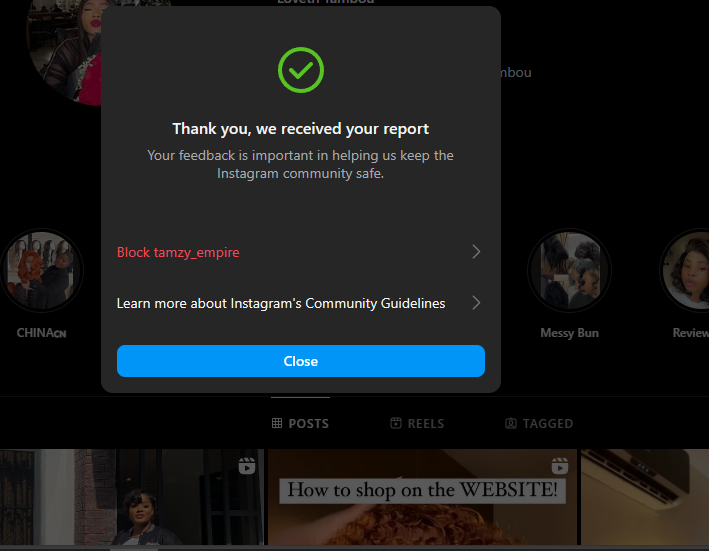 Thank you, we received your report
Your feedback is important in helping us keep the
Instagram community safe.
Block tamzy_empire
Learn more about Instagram's Community Guidelines
Close
mbou
CHINACN
Messy Bun
Review
POSTS
REELS
TAGGED
How to shop on the WEBSITE!